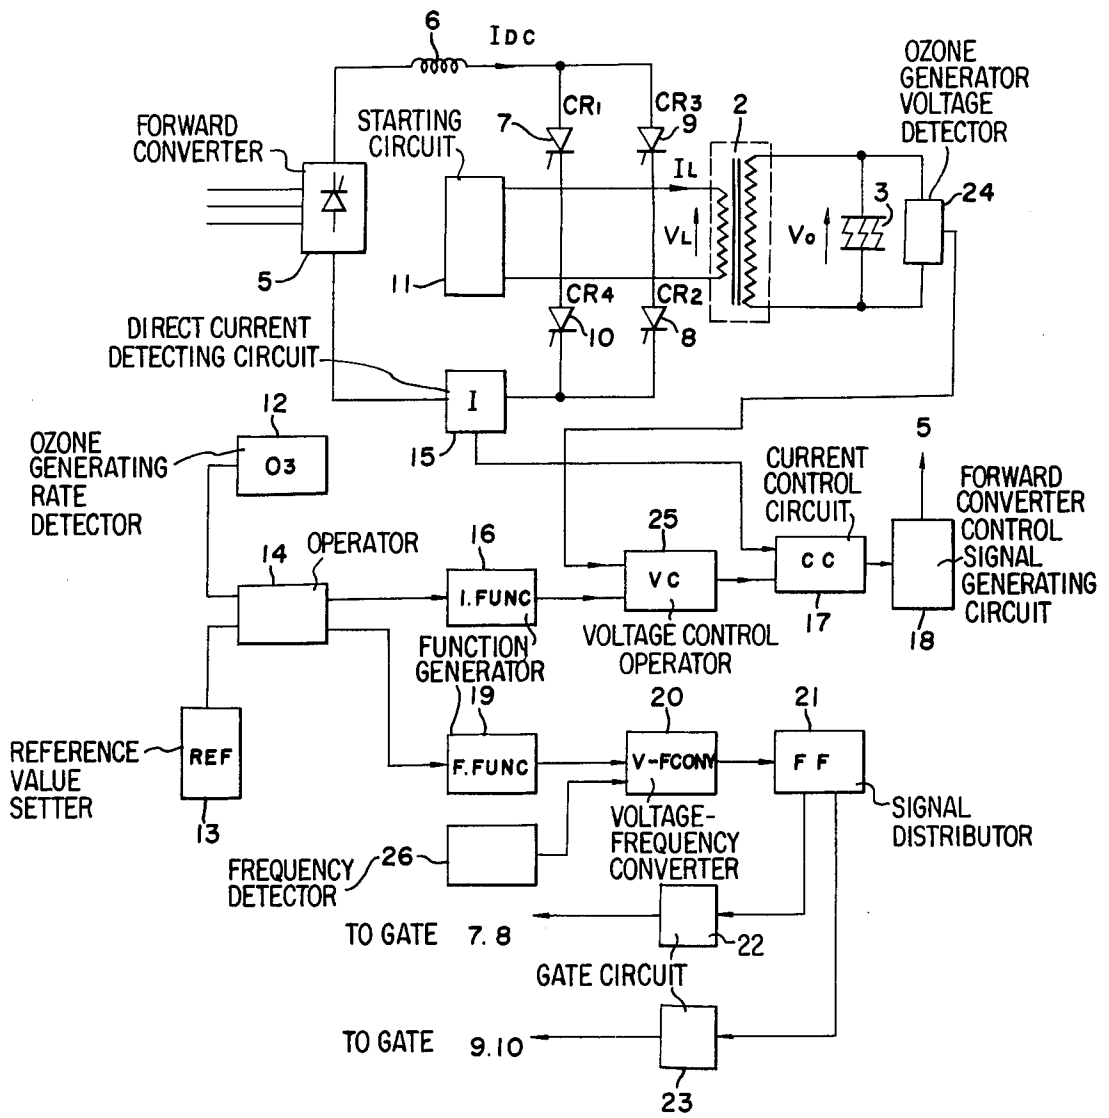 6
IDC
OZONE
GENERATOR
VOLTAGE
DETECTOR
FORWARD
CONVERTER
STARTING
CIRCUIT
CR1
7
CR3
9
2
IL
3
24
VL
VO
5
11
CR4
10
CR2
8
DIRECT CURRENT
DETECTING CIRCUIT
I
15
12
O3
OZONE
GENERATING
RATE
DETECTOR
5
CURRENT
CONTROL
CIRCUIT
FORWARD
CONVERTER
CONTROL
SIGNAL
GENERATING
CIRCUIT
14
OPERATOR
16
I. FUNC
25
VC
CC
17
18
FUNCTION
GENERATOR
VOLTAGE CONTROL
OPERATOR
19
F. FUNC
20
V-FCONY
21
FF
REFERENCE
VALUE
SETTER
REF
13
VOLTAGE-
FREQUENCY
CONVERTER
SIGNAL
DISTRIBUTOR
FREQUENCY
DETECTOR
26
TO GATE 7. 8
22
GATE CIRCUIT
TO GATE 9.10
23